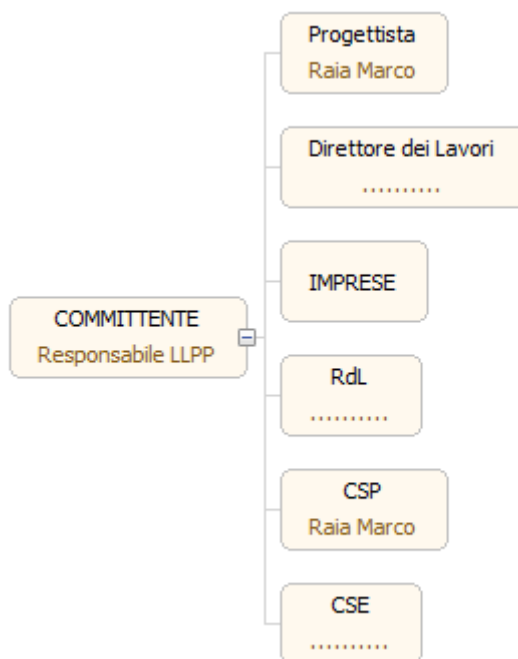 Progettista
Raia Marco
Direttore dei Lavori
..........
IMPRESE
COMMITTENTE
Responsabile LLPP
RdL
..........
CSP
Raia Marco
CSE
..........